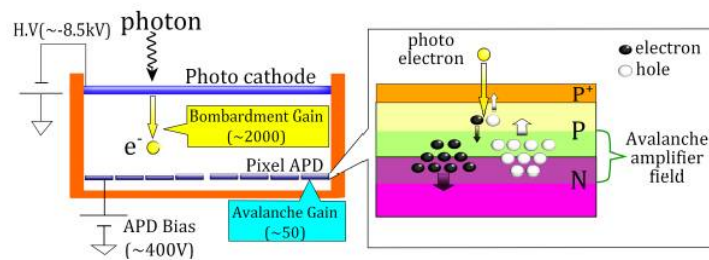 H.V(~-8.5kV)
photon
Photo cathode
Bombardment Gain
(~2000)
e-
Pixel APD
Avalanche Gain
(~50)
APD Bias
(~400V)
photo
electron
electron
hole
P+
P
N
Avalanche
amplifier
field